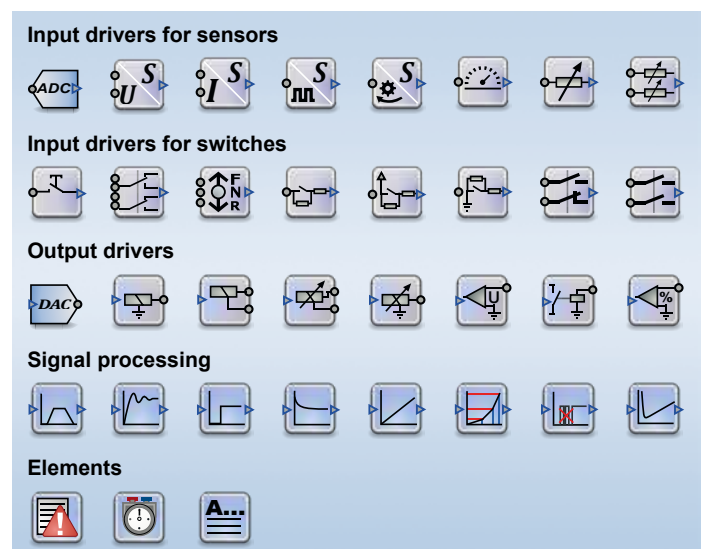 Input drivers for sensors
ADC
S
U
S
I
S
S
Input drivers for switches
F
N
R
Output drivers
DAC
U
%
Signal processing
Elements
A...